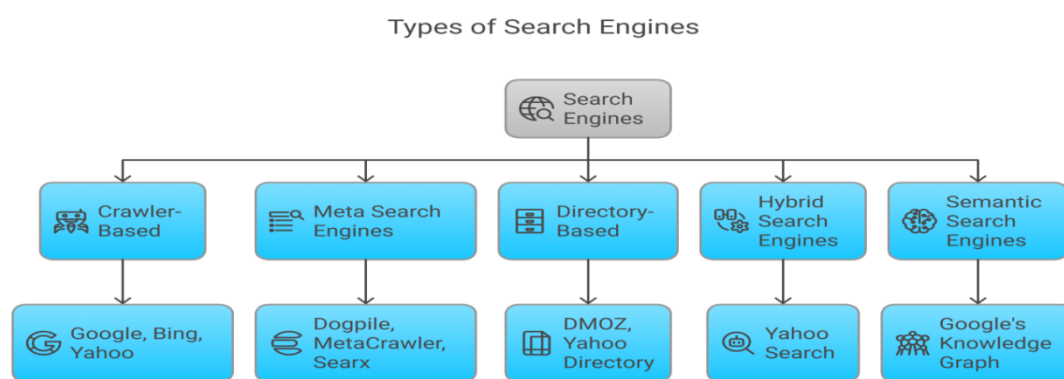 Types of Search Engines
Search
Engines
Crawler-
Based
Meta Search
Engines
Directory-
Based
Hybrid
Search
Engines
Semantic
Search
Engines
Google, Bing,
Yahoo
Dogpile,
MetaCrawler,
Searx
DMOZ,
Yahoo
Directory
Yahoo
Search
Google's
Knowledge
Graph